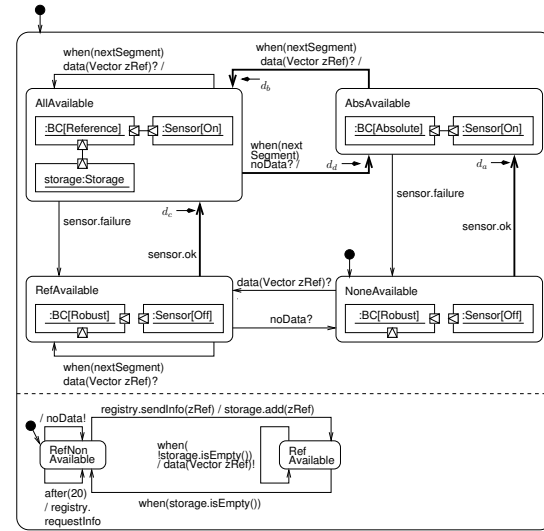 when(nextSegment)
data(Vector zRef)? /
when(nextSegment)
data(Vector zRef)? /
d_b
AllAvailable
:BC[Reference]
:Sensor[On]
storage:Storage
AbsAvailable
:BC[Absolute]
:Sensor[On]
when(next
Segment)
noData? /
d_d
d_a
sensor.failure
d_c
sensor.ok
sensor.failure
sensor.ok
RefAvailable
:BC[Robust]
:Sensor[Off]
data(Vector zRef)?
noData?
NoneAvailable
:BC[Robust]
:Sensor[Off]
when(nextSegment)
data(Vector zRef)?
registry.sendInfo(zRef) / storage.add(zRef)
/ noData!
RefNon
Available
when(
!storage.isEmpty())
/ data(Vector zRef)!
Ref
Available
after(20)
/ registry.
requestInfo
when(storage.isEmpty())